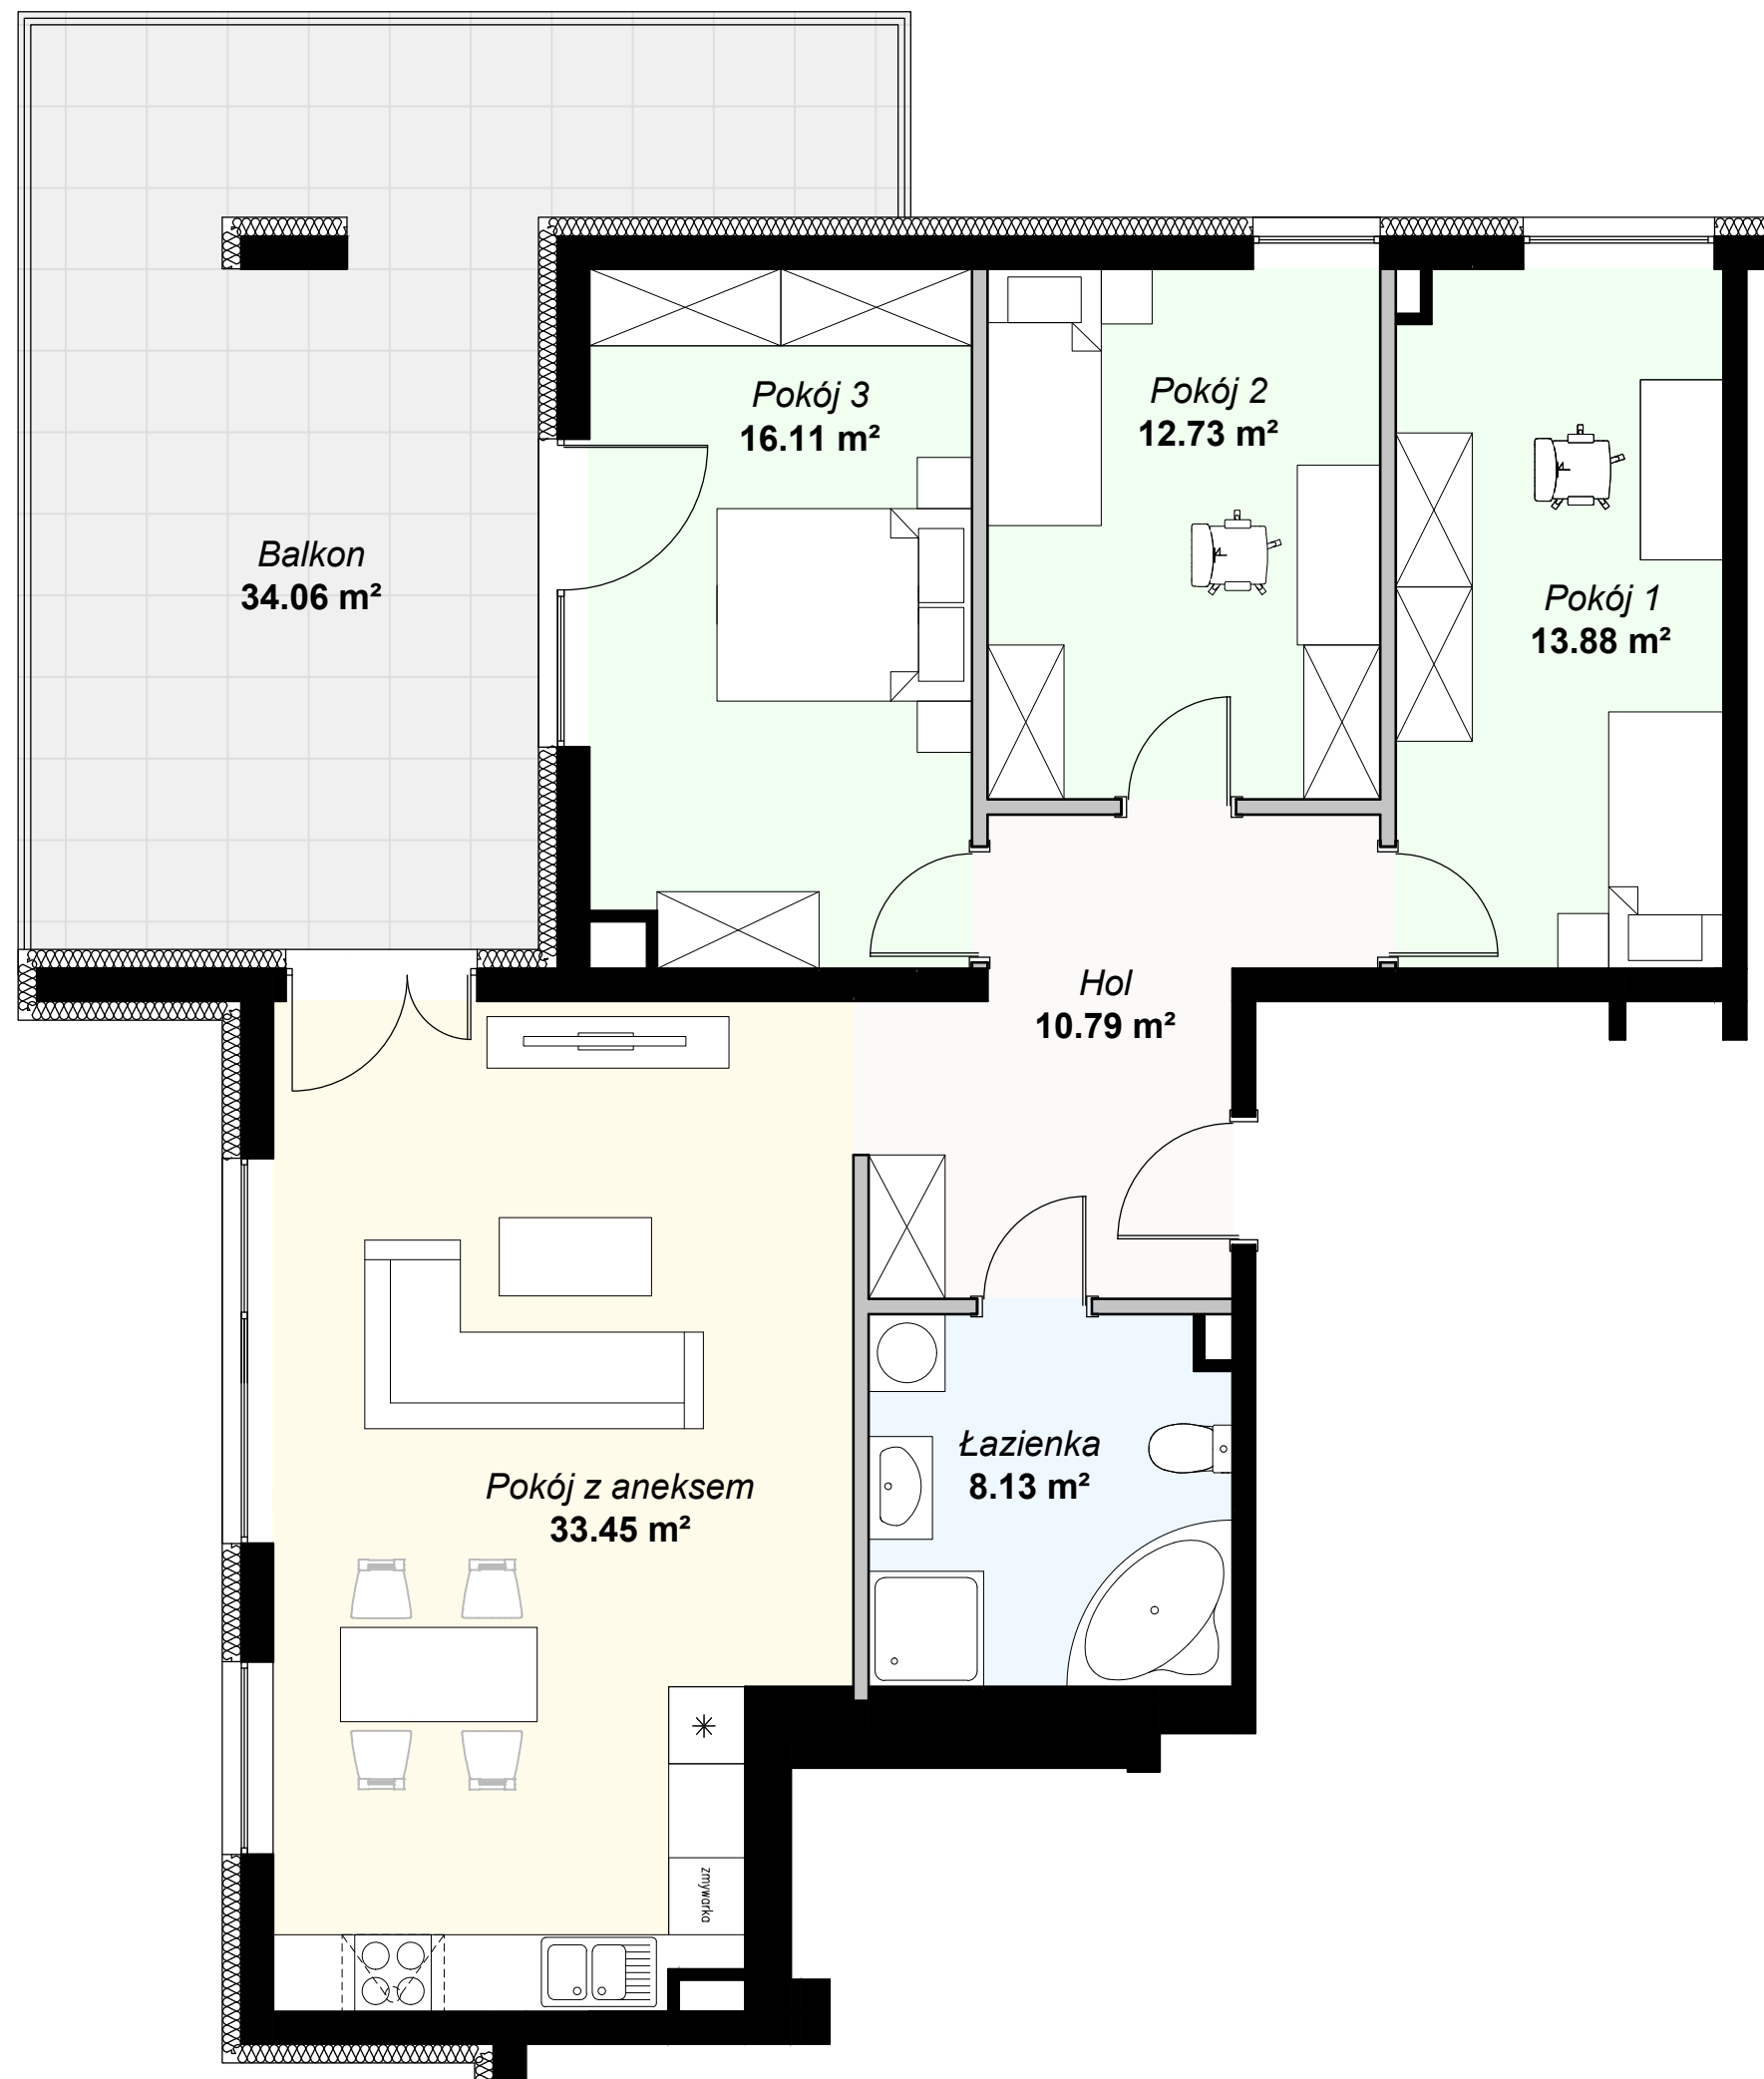 Pokój 3
16.11 m²
Pokój 2
12.73 m²
Balkon
34.06 m²
Pokój 1
13.88 m²
Hol
10.79 m²
Łazienka
8.13 m²
Pokój z aneksem
33.45 m²
zmywarka